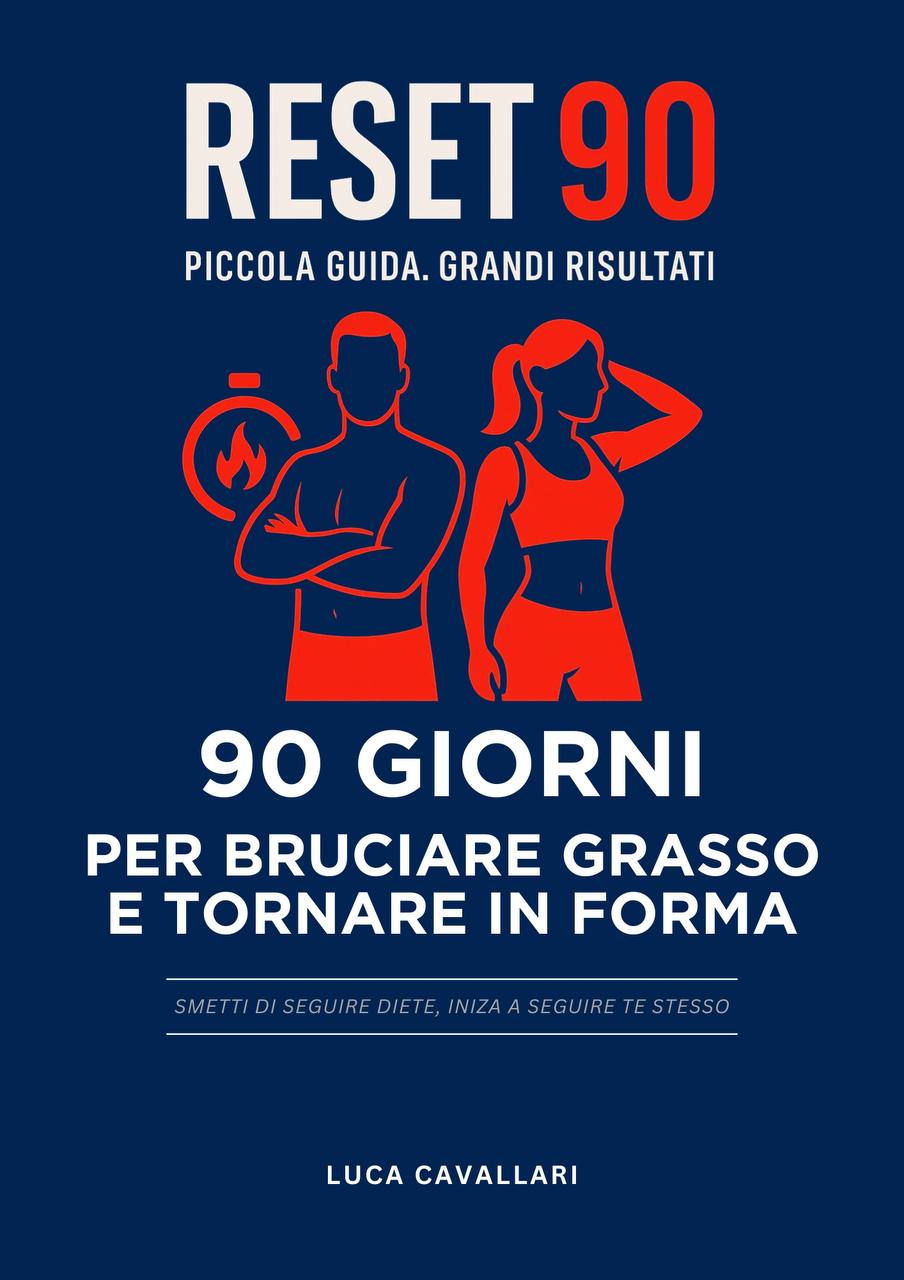 RESET 90
PICCOLA GUIDA. GRANDI RISULTATI
90 GIORNI
PER BRUCIARE GRASSO
E TORNARE IN FORMA
SMETTI DI SEGUIRE DIETE, INIZA A SEGUIRE TE STESSO
LUCA CAVALLARI